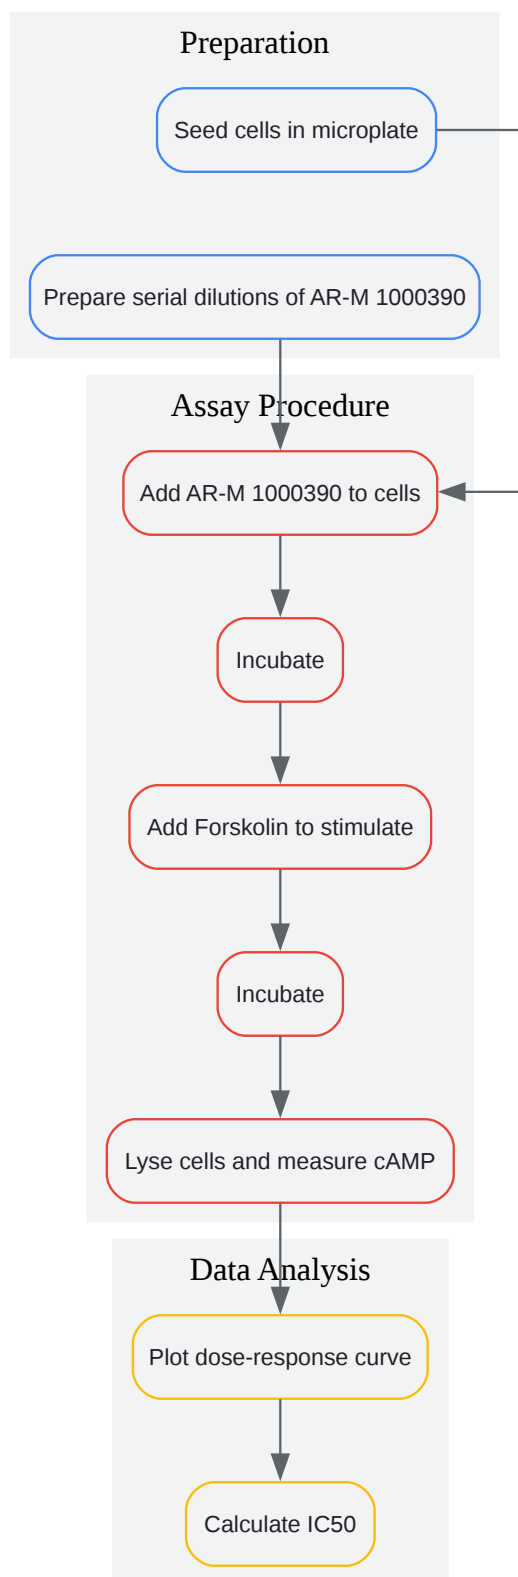 Preparation
Seed cells in microplate
Prepare serial dilutions of AR-M 1000390
Assay Procedure
Add AR-M 1000390 to cells
Incubate
Add Forskolin to stimulate
Incubate
Lyse cells and measure cAMP
Data Analysis
Plot dose-response curve
Calculate IC50